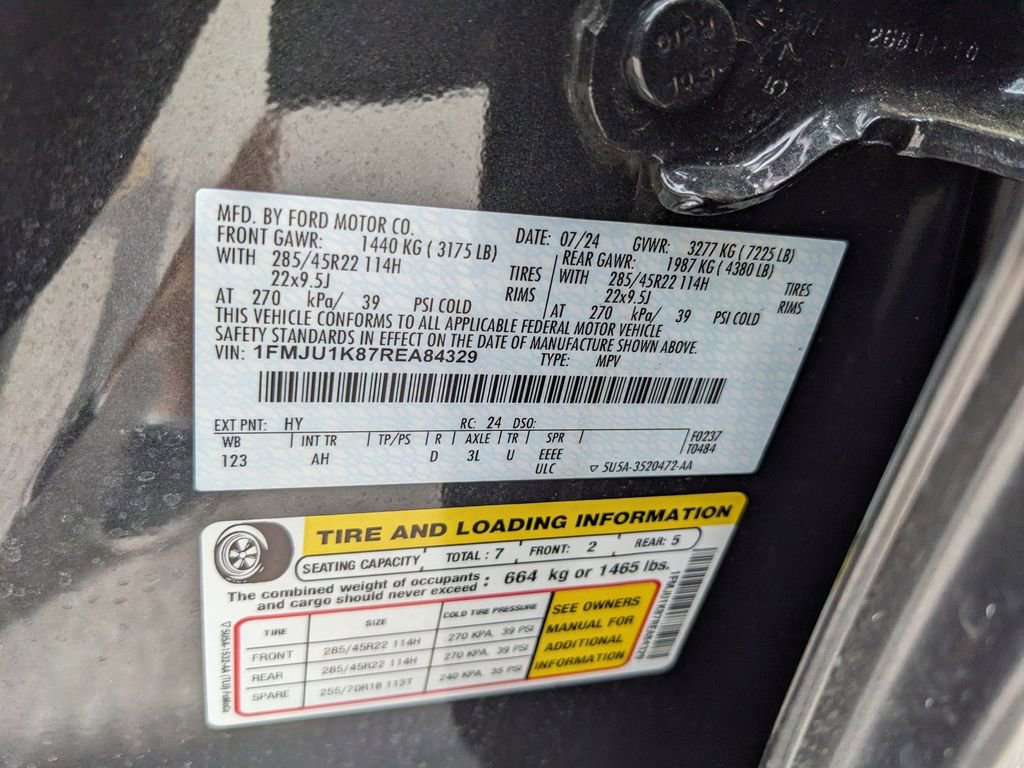 26811-10
MFD. BY FORD MOTOR CO.
DATE: 07/24 GVWR: 3277 KG ( 7225 LB)
FRONT GAWR: 1440 KG ( 3175 LB) REAR GAWR: 1987 KG ( 4380 LB)
WITH 285/45R22 114H TIRES WITH 285/45R22 114H TIRES
22x9.5J RIMS 22x9.5J RIMS
AT 270 kPa/ 39 PSI COLD AT 270 kPa/ 39 PSI COLD
THIS VEHICLE CONFORMS TO ALL APPLICABLE FEDERAL MOTOR VEHICLE
SAFETY STANDARDS IN EFFECT ON THE DATE OF MANUFACTURE SHOWN ABOVE.
VIN: 1FMJU1K87REA84329 TYPE: MPV
EXT PNT: HY RC: 24 DSO:
WB INT TR TP/PS R AXLE TR SPR F0237
123 AH D 3L U EEEE T0484
ULC ▽ 5U5A-3520472-AA
TIRE AND LOADING INFORMATION
SEATING CAPACITY TOTAL : 7 FRONT: 2 REAR: 5
The combined weight of occupants
and cargo should never exceed : 664 kg or 1465 lbs.
TIRE SIZE COLD TIRE PRESSURE
FRONT 285/45R22 114H 270 KPA, 39 PSI
REAR 285/45R22 114H 270 KPA, 39 PSI
SPARE 255/70R18 113T 240 KPA, 35 PSI
SEE OWNERS
MANUAL FOR
ADDITIONAL
INFORMATION
1FMJU1K87REA84329